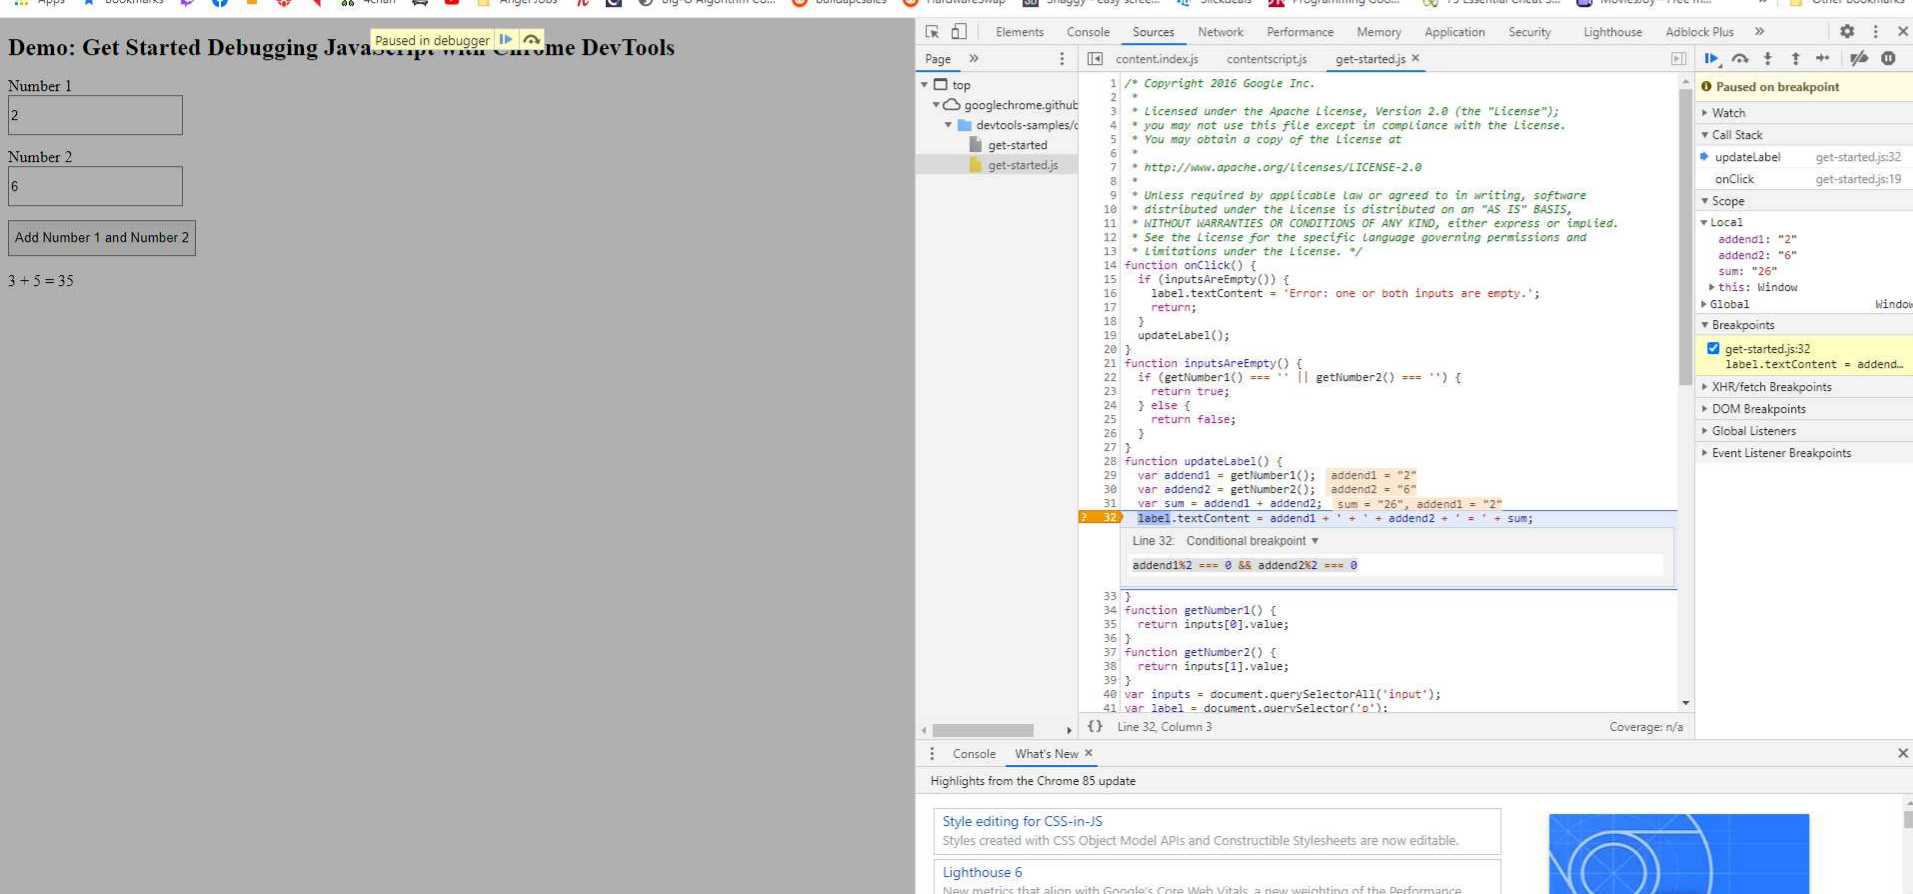 Apps Bookmarks 4chan Anger Jobs Big-O Algorithm Co... buildapcsales HardwareSwap Shaggy - easy scree... Slickdeals Programming Goo... 75 Essential Cheat S... MoviesJoy - Free m... » Other bookmarks
Paused in debugger
Demo: Get Started Debugging JavaScript with Chrome DevTools
Number 1
2
Number 2
6
Add Number 1 and Number 2
3 + 5 = 35
Elements Console Sources Network Performance Memory Application Security Lighthouse Adblock Plus »
Page »
top
googlechrome.github
devtools-samples/c
get-started
get-started.js
content.index.js contentscript.js get-started.js ×
1 /* Copyright 2016 Google Inc.
2 *
3 * Licensed under the Apache License, Version 2.0 (the "License");
4 * you may not use this file except in compliance with the License.
5 * You may obtain a copy of the License at
6 *
7 * http://www.apache.org/licenses/LICENSE-2.0
8 *
9 * Unless required by applicable law or agreed to in writing, software
10 * distributed under the License is distributed on an "AS IS" BASIS,
11 * WITHOUT WARRANTIES OR CONDITIONS OF ANY KIND, either express or implied.
12 * See the License for the specific language governing permissions and
13 * limitations under the License. */
14 function onClick() {
15 if (inputsAreEmpty()) {
16 label.textContent = 'Error: one or both inputs are empty.';
17 return;
18 }
19 updateLabel();
20 }
21 function inputsAreEmpty() {
22 if (getNumber1() === '' || getNumber2() === '') {
23 return true;
24 } else {
25 return false;
26 }
27 }
28 function updateLabel() {
29 var addend1 = getNumber1(); addend1 = "2"
30 var addend2 = getNumber2(); addend2 = "6"
31 var sum = addend1 + addend2; sum = "26", addend1 = "2"
? 32 label.textContent = addend1 + ' + ' + addend2 + ' = ' + sum;
Line 32: Conditional breakpoint ▼
addend1%2 === 0 && addend2%2 === 0
33 }
34 function getNumber1() {
35 return inputs[0].value;
36 }
37 function getNumber2() {
38 return inputs[1].value;
39 }
40 var inputs = document.querySelectorAll('input');
41 var label = document.querySelector('p');
{} Line 32, Column 3 Coverage: n/a
Paused on breakpoint
Watch
Call Stack
updateLabel get-started.js:32
onClick get-started.js:19
Scope
Local
addend1: "2"
addend2: "6"
sum: "26"
this: Window
Global Window
Breakpoints
get-started.js:32
label.textContent = addend...
XHR/fetch Breakpoints
DOM Breakpoints
Global Listeners
Event Listener Breakpoints
Console What's New ×
Highlights from the Chrome 85 update
Style editing for CSS-in-JS
Styles created with CSS Object Model APIs and Constructible Stylesheets are now editable.
Lighthouse 6
New metrics that align with Google's Core Web Vitals, a new weighting of the Performance